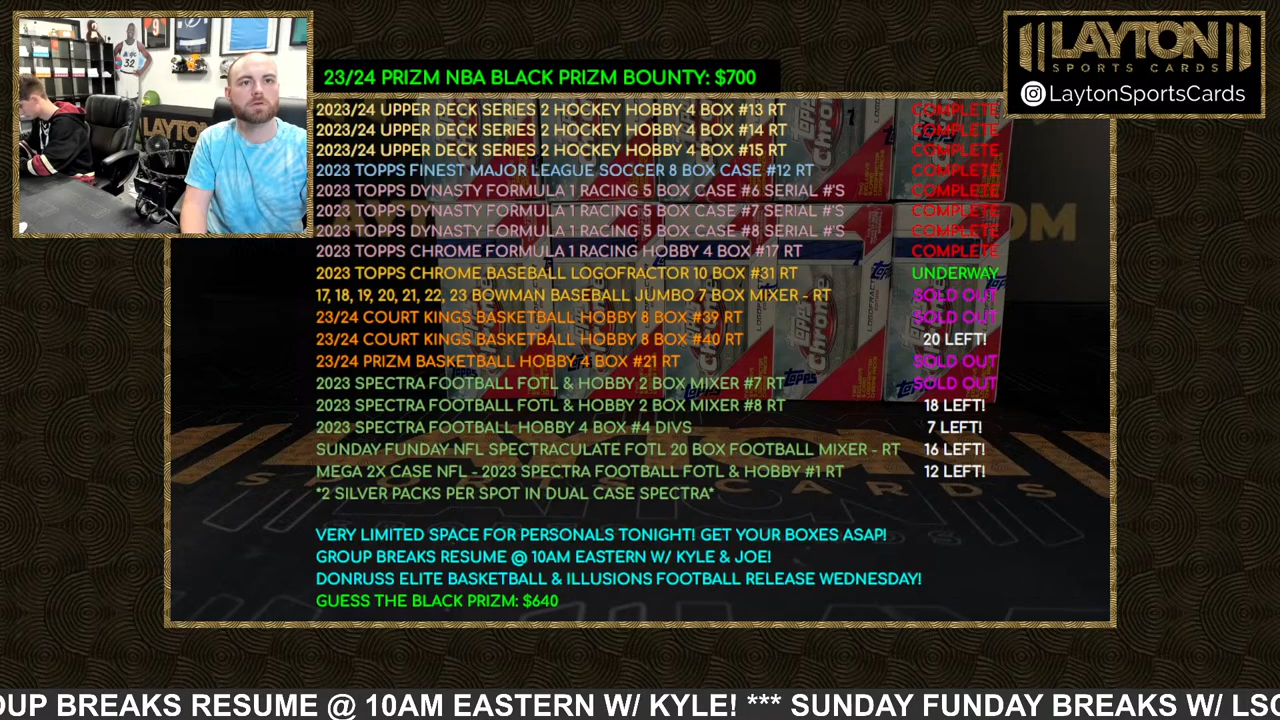 LAYTON
SPORTS CARDS
LaytonSportsCards
23/24 PRIZM NBA BLACK PRIZM BOUNTY: $700
2023/24 UPPER DECK SERIES 2 HOCKEY HOBBY 4 BOX #13 RT COMPLETE
2023/24 UPPER DECK SERIES 2 HOCKEY HOBBY 4 BOX #14 RT COMPLETE
2023/24 UPPER DECK SERIES 2 HOCKEY HOBBY 4 BOX #15 RT COMPLETE
2023 TOPPS FINEST MAJOR LEAGUE SOCCER 8 BOX CASE #12 RT COMPLETE
2023 TOPPS DYNASTY FORMULA 1 RACING 5 BOX CASE #6 SERIAL #'S COMPLETE
2023 TOPPS DYNASTY FORMULA 1 RACING 5 BOX CASE #7 SERIAL #'S COMPLETE
2023 TOPPS DYNASTY FORMULA 1 RACING 5 BOX CASE #8 SERIAL #'S COMPLETE
2023 TOPPS CHROME FORMULA 1 RACING HOBBY 4 BOX #17 RT COMPLETE
2023 TOPPS CHROME BASEBALL LOGOFRACTOR 10 BOX #31 RT UNDERWAY
17, 18, 19, 20, 21, 22, 23 BOWMAN BASEBALL JUMBO 7 BOX MIXER - RT SOLD OUT
23/24 COURT KINGS BASKETBALL HOBBY 8 BOX #39 RT SOLD OUT
23/24 COURT KINGS BASKETBALL HOBBY 8 BOX #40 RT 20 LEFT!
23/24 PRIZM BASKETBALL HOBBY 4 BOX #21 RT SOLD OUT
2023 SPECTRA FOOTBALL FOTL & HOBBY 2 BOX MIXER #7 RT SOLD OUT
2023 SPECTRA FOOTBALL FOTL & HOBBY 2 BOX MIXER #8 RT 18 LEFT!
2023 SPECTRA FOOTBALL HOBBY 4 BOX #4 DIVS 7 LEFT!
SUNDAY FUNDAY NFL SPECTRACULATE FOTL 20 BOX FOOTBALL MIXER - RT 16 LEFT!
MEGA 2X CASE NFL - 2023 SPECTRA FOOTBALL FOTL & HOBBY #1 RT 12 LEFT!
*2 SILVER PACKS PER SPOT IN DUAL CASE SPECTRA*
VERY LIMITED SPACE FOR PERSONALS TONIGHT! GET YOUR BOXES ASAP!
GROUP BREAKS RESUME @ 10AM EASTERN W/ KYLE & JOE!
DONRUSS ELITE BASKETBALL & ILLUSIONS FOOTBALL RELEASE WEDNESDAY!
GUESS THE BLACK PRIZM: $640
OUP BREAKS RESUME @ 10AM EASTERN W/ KYLE! *** SUNDAY FUNDAY BREAKS W/ LSC